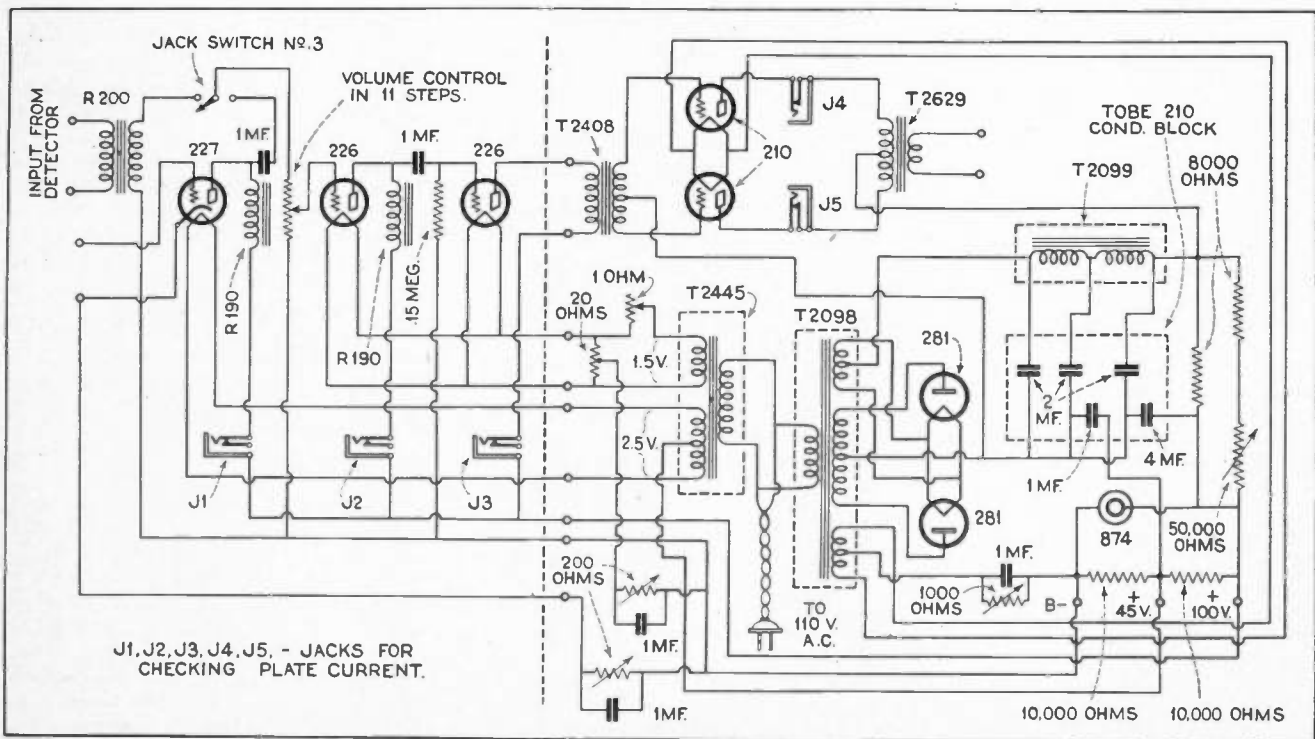 JACK SWITCH Nº.3
R 200
INPUT FROM
DETECTOR
1 MF.
227
R 190
VOLUME CONTROL
IN 11 STEPS.
226
1 MF.
226
R 190
.15 MEG.
T 2408
210
J4
J5
T 2629
TOBE 210
COND. BLOCK
T 2099
8000
OHMS
1 OHM
20
OHMS
T 2445
1.5 V.
2.5 V.
T 2098
281
281
2
MF.
1 MF.
4 MF.
874
50,000
OHMS
J1
J2
J3
200
OHMS
1 MF.
1 MF.
TO
110 V.
A.C.
1 MF.
1000
OHMS
B-
+
45 V.
+
100 V.
10,000 OHMS
10,000 OHMS
J1, J2, J3, J4, J5, - JACKS FOR
CHECKING PLATE CURRENT.